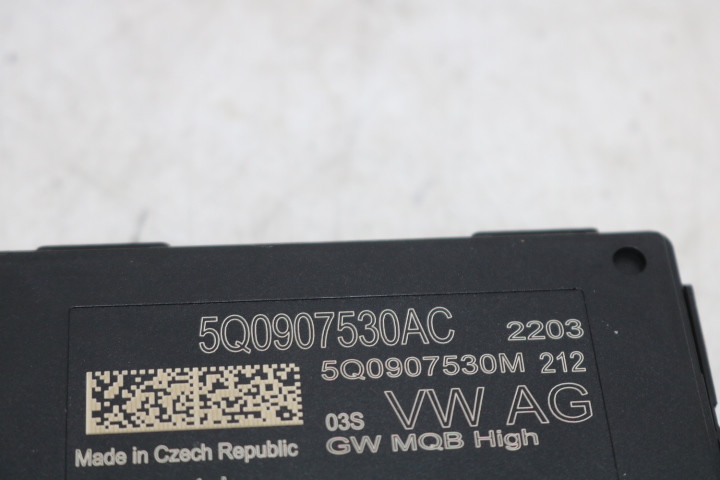 5Q0907530AC 2203
5Q0907530M 212
03S VW AG
GW MQB High
Made in Czech Republic